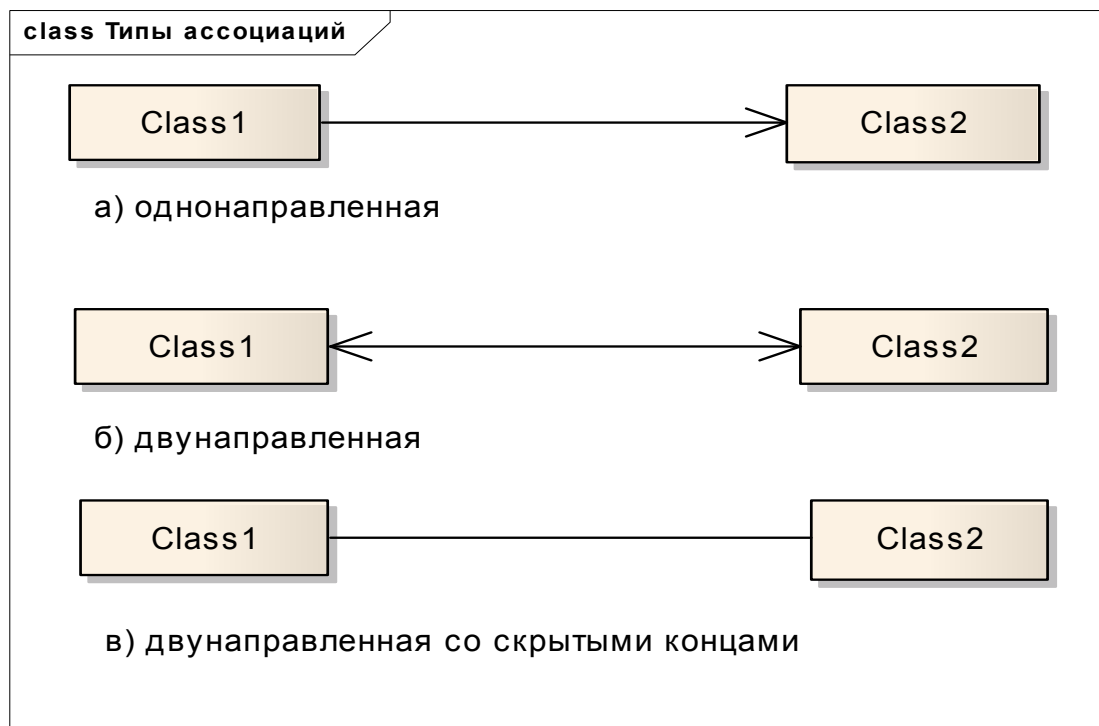 class Типы ассоциаций
Class1 Class2
а) однонаправленная
Class1 Class2
б) двунаправленная
Class1 Class2
в) двунаправленная со скрытыми концами